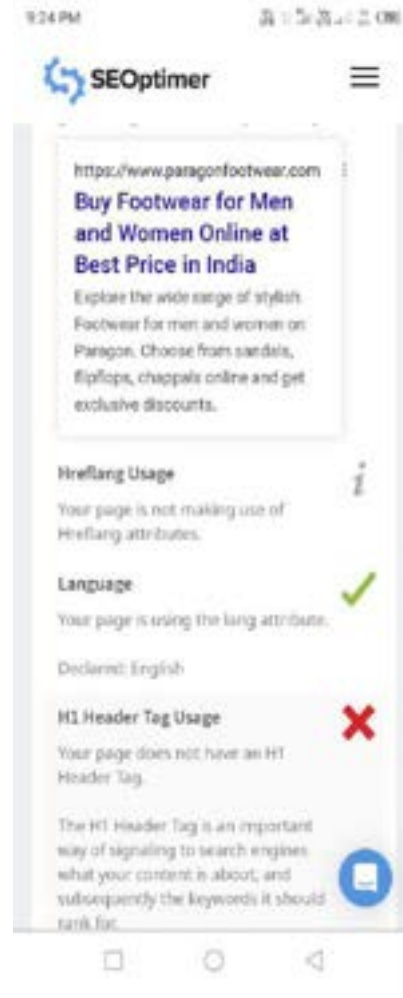 9:24 PM
SEOptimer
https://www.paragonfootwear.com
Buy Footwear for Men
and Women Online at
Best Price in India
Explore the wide range of stylish
Footwear for men and women on
Paragon. Choose from sandals,
flipflops, chappals online and get
exclusive discounts.
Hreflang Usage
Your page is not making use of
Hreflang attributes.
Language
Your page is using the lang attribute.
Declared: English
H1 Header Tag Usage
Your page does not have an H1
Header Tag.
The H1 Header Tag is an important
way of signaling to search engines
what your content is about, and
subsequently the keywords it should
rank for.